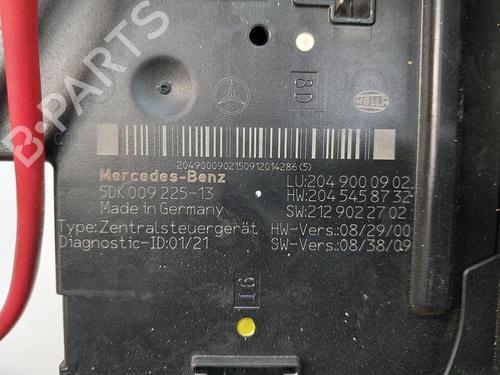 B-PARTS
8D
HELLA
20490009021509120142​86(5)
Mercedes-Benz
5DK 009 225-13
Made in Germany
Type:Zentralsteuergerät
Diagnostic-ID:01/21
LU:204 900 09 02
HW:204 545 87 32
SW:212 902 27 02
HW-Vers.:08/29/00
SW-Vers.:08/38/09
16